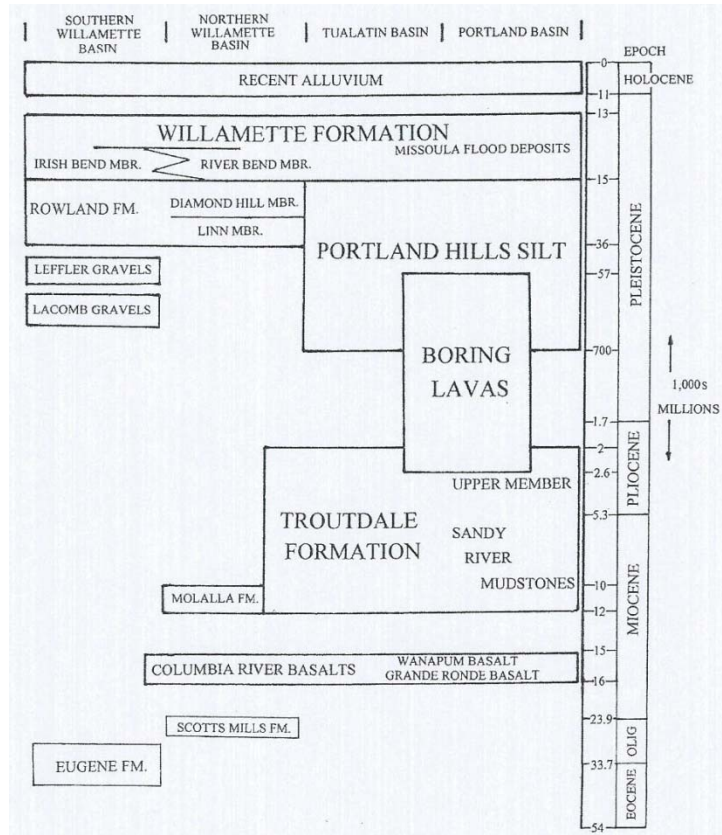 SOUTHERN WILLAMETTE BASIN
NORTHERN WILLAMETTE BASIN
TUALATIN BASIN
PORTLAND BASIN
EPOCH
0
RECENT ALLUVIUM
HOLOCENE
11
13
WILLAMETTE FORMATION
MISSOULA FLOOD DEPOSITS
IRISH BEND MBR.
RIVER BEND MBR.
15
ROWLAND FM.
DIAMOND HILL MBR.
LINN MBR.
PORTLAND HILLS SILT
36
PLEISTOCENE
LEFFLER GRAVELS
57
LACOMB GRAVELS
BORING
LAVAS
700
1,000s
MILLIONS
1.7
2
2.6
PLIOCENE
UPPER MEMBER
5.3
TROUTDALE
FORMATION
SANDY
RIVER
MUDSTONES
10
MOLALLA FM.
12
MIOCENE
15
COLUMBIA RIVER BASALTS
WANAPUM BASALT
GRANDE RONDE BASALT
16
23.9
SCOTTS MILLS FM.
OLIG
EUGENE FM.
33.7
EOCENE
54